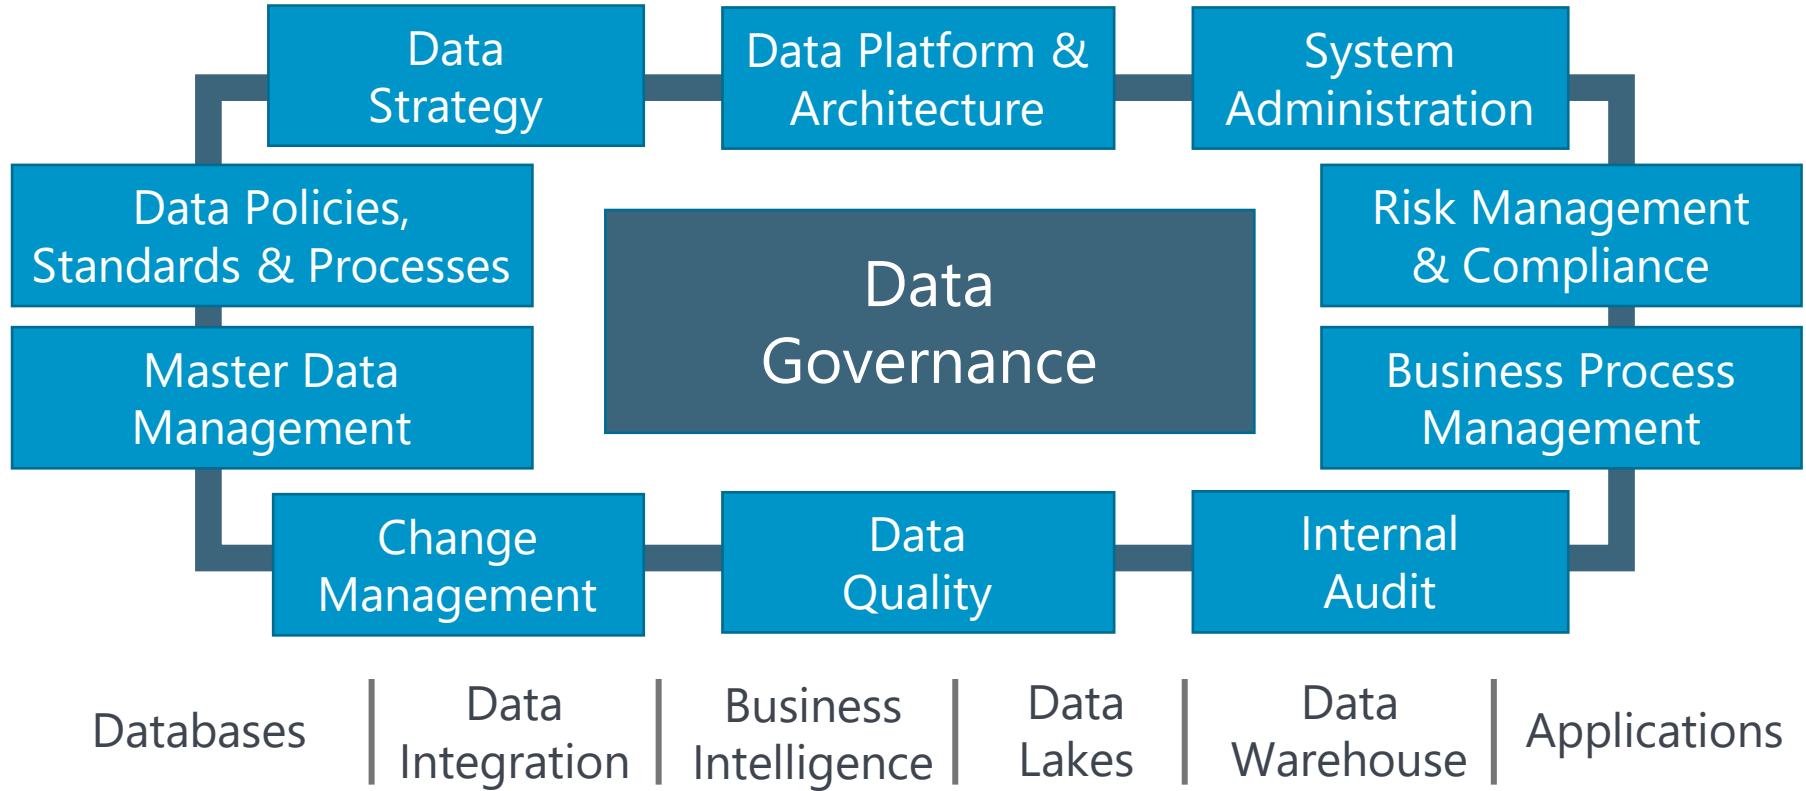 Data
Strategy
Data Platform &
Architecture
System
Administration
Data Policies,
Standards & Processes
Risk Management
& Compliance
Data
Governance
Master Data
Management
Business Process
Management
Change
Management
Data
Quality
Internal
Audit
Databases
Data
Integration
Business
Intelligence
Data
Lakes
Data
Warehouse
Applications